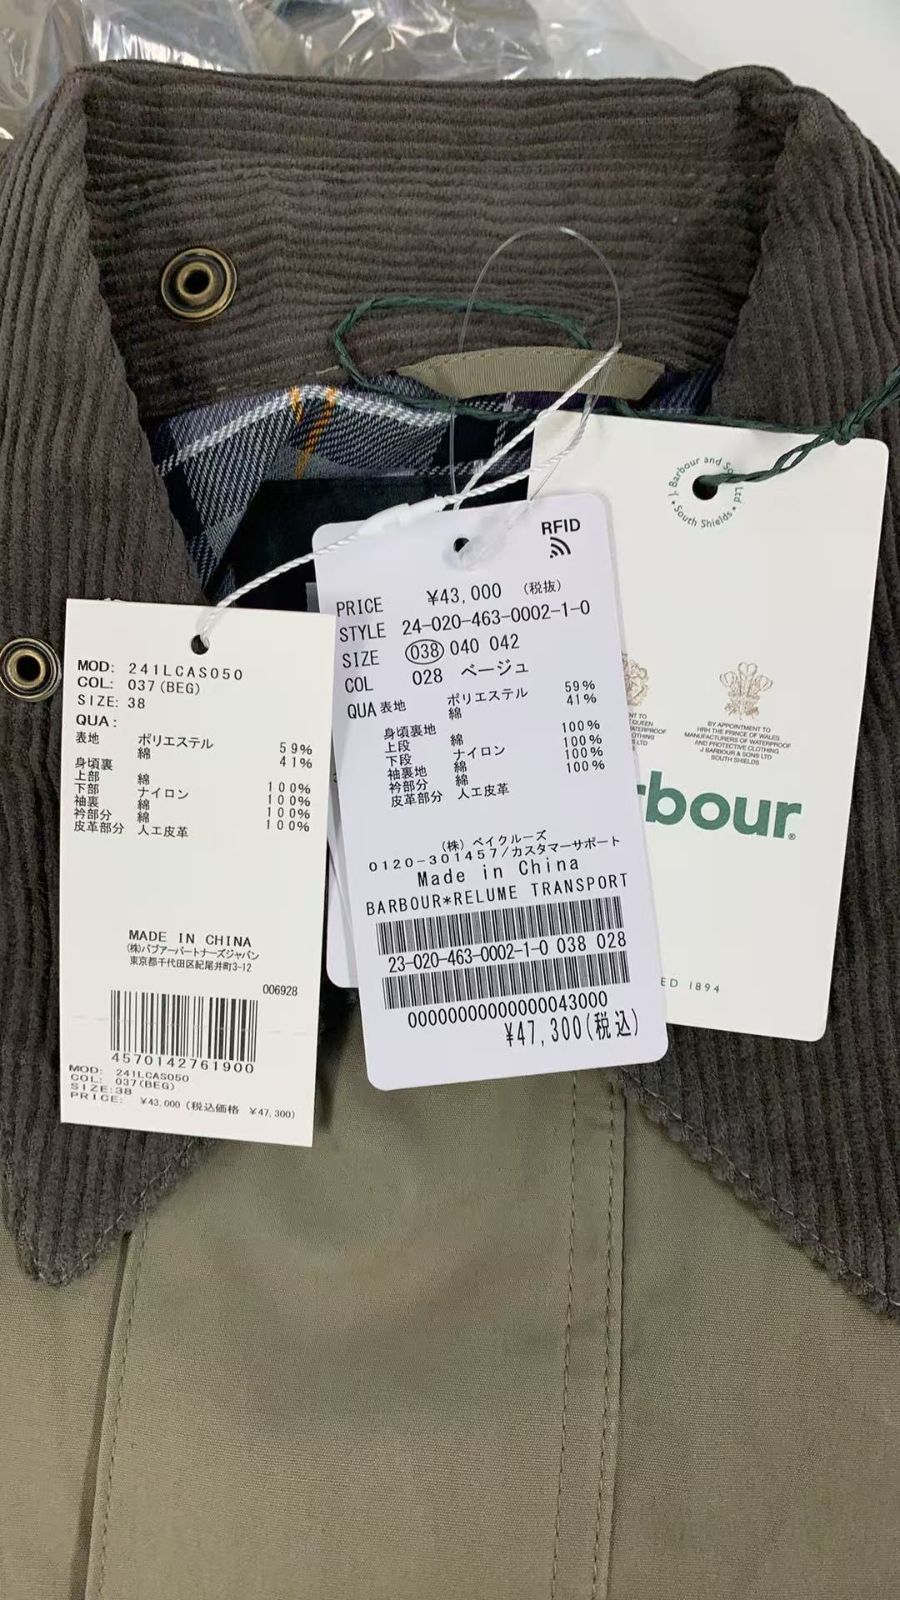 MOD: 241LCAS050
COL: 037(BEG)
SIZE: 38
QUA:
表地 ポリエステル 59%
綿 41%
身頃裏
上部 綿 100%
下部 ナイロン 100%
袖裏 綿 100%
衿部分 綿 100%
皮革部分 人工皮革
MADE IN CHINA
(株)バブアーパートナーズジャパン
東京都千代田区紀尾井町3-12
006928
4570142761900
MOD: 241LCAS050
COL: 037(BEG)
SIZE:38
PRICE: ¥43,000 (税込価格 ¥47,300)
RFID
PRICE ¥43,000 (税抜)
STYLE 24-020-463-0002-1-0
SIZE 038 040 042
COL 028 ベージュ
QUA 表地 ポリエステル 59%
綿 41%
身頃裏地
上段 綿 100%
下段 ナイロン 100%
袖裏地 綿 100%
衿部分 綿 100%
皮革部分 人工皮革
(株) ベイクルーズ
0120-301457/カスタマーサポート
Made in China
BARBOUR*RELUME TRANSPORT
23-020-463-0002-1-0 038 028
00000000000000043000
¥47,300(税込)
J. Barbour and Ltd
South Shields
BY APPOINTMENT TO
HRH THE PRINCE OF WALES
MANUFACTURERS OF WATERPROOF
AND PROTECTIVE CLOTHING
J BARBOUR & SONS LTD
SOUTH SHIELDS
NT TO
QUEEN
ATERPROOF
OTHING
S LTD
rbour®
ED 1894